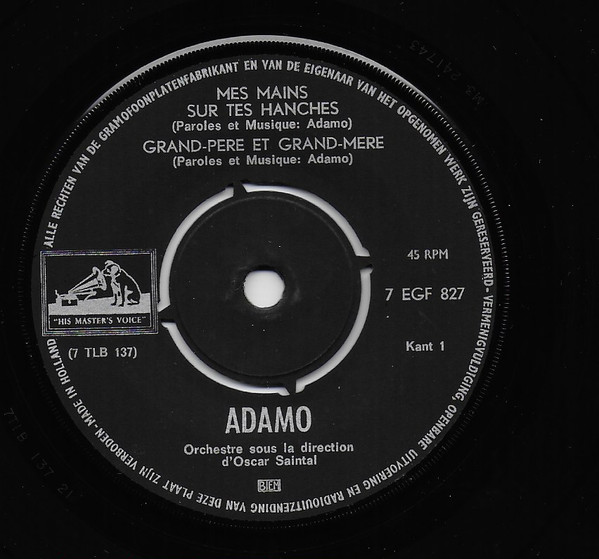 ALLE RECHTEN VAN DE GRAMOFOONPLATENFABRIKANT EN VAN DE EIGENAAR VAN HET OPGENOMEN WERK ZIJN GERESERVEERD - VERMENIGVULDIGING, OPENBARE UITVOERING EN RADIOUITZENDING VAN DEZE PLAAT ZIJN VERBODEN - MADE IN HOLLAND
MES MAINS
SUR TES HANCHES
(Paroles et Musique: Adamo)
GRAND-PERE ET GRAND-MERE
(Paroles et Musique: Adamo)
45 RPM
7 EGF 827
"HIS MASTER'S VOICE"
(7 TLB 137)
Kant 1
ADAMO
Orchestre sous la direction
d'Oscar Saintal
BIEM